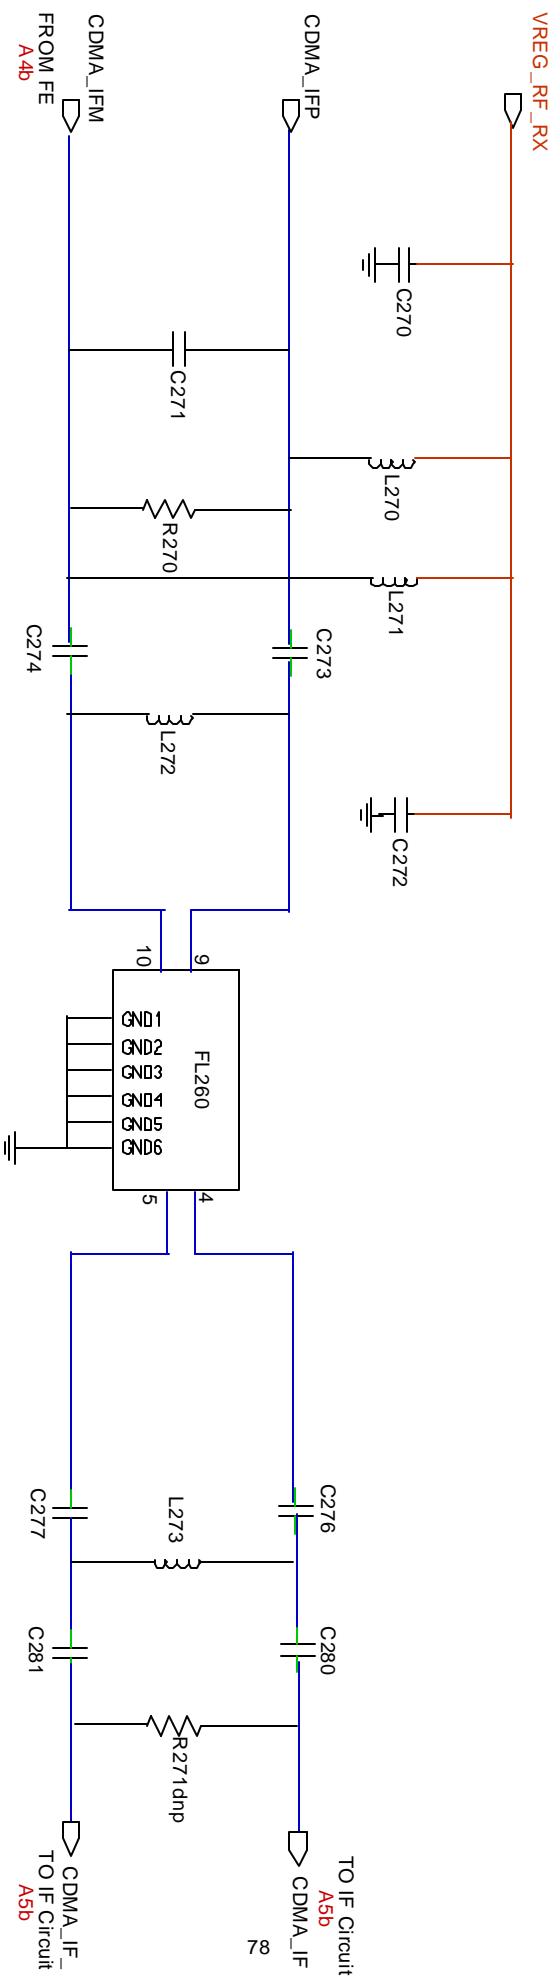 VREG_RF_RX
CDMA_IFP
CDMA_IFM
FROM FE
A4b
C270
C271
L270
R270
L271
C273
C274
L272
C272
9
10
FL260
GND1
GND2
GND3
GND4
GND5
GND6
4
5
C276
L273
C277
C280
C281
R271dnp
TO IF Circuit
A5b
CDMA_IF
CDMA_IF_
TO IF Circuit
A5b
78